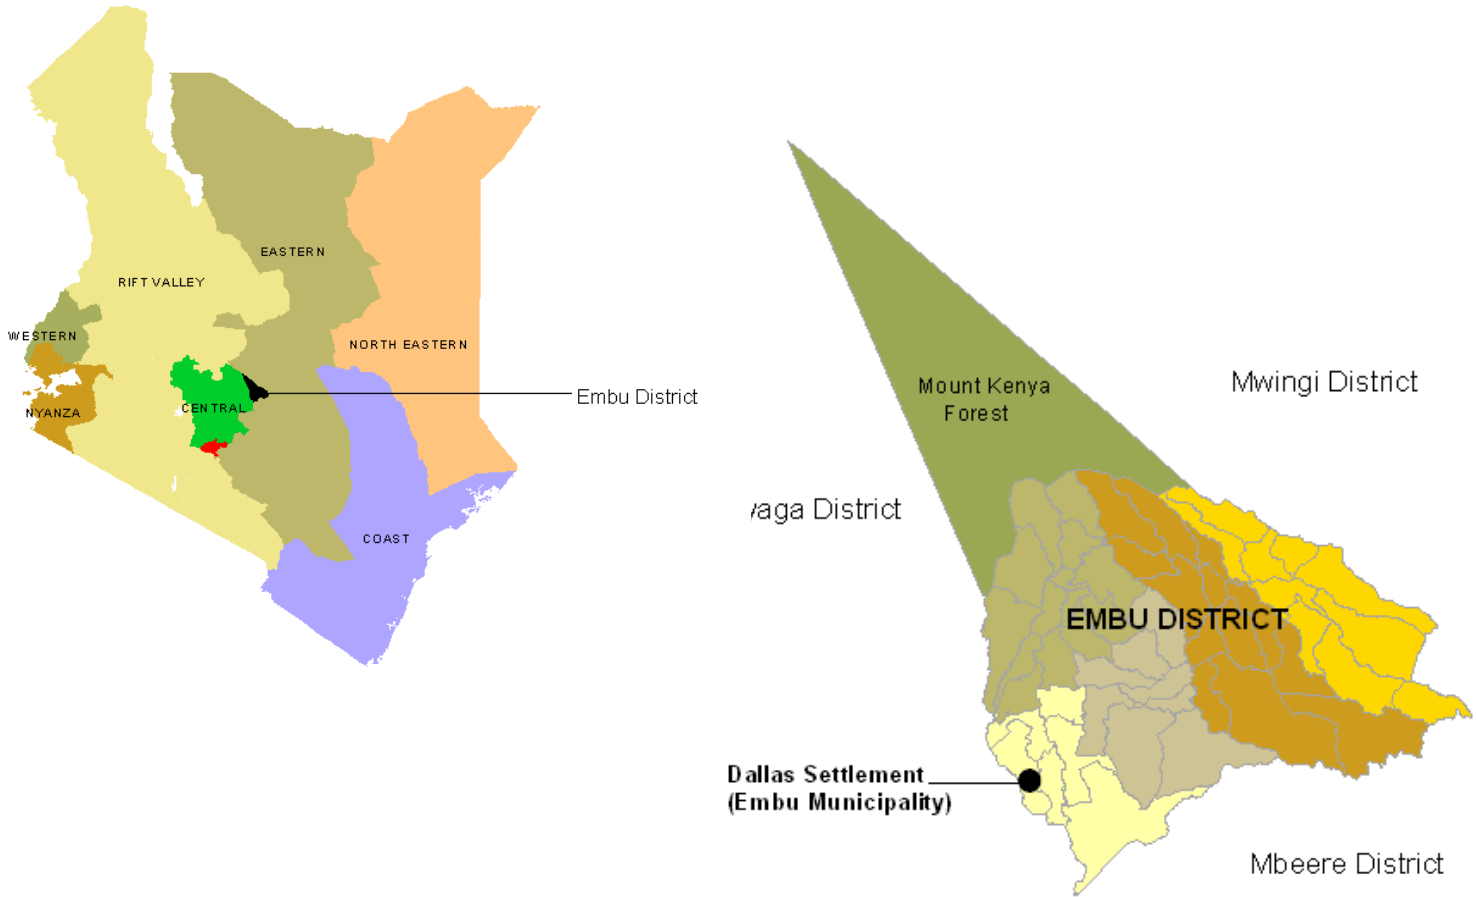 EASTERN
RIFT VALLEY
WESTERN
NORTH EASTERN
NYANZA
CENTRAL
Embu District
COAST
Mount Kenya
Forest
Mwingi District
District
EMBU DISTRICT
Dallas Settlement
(Embu Municipality)
Mbeere District